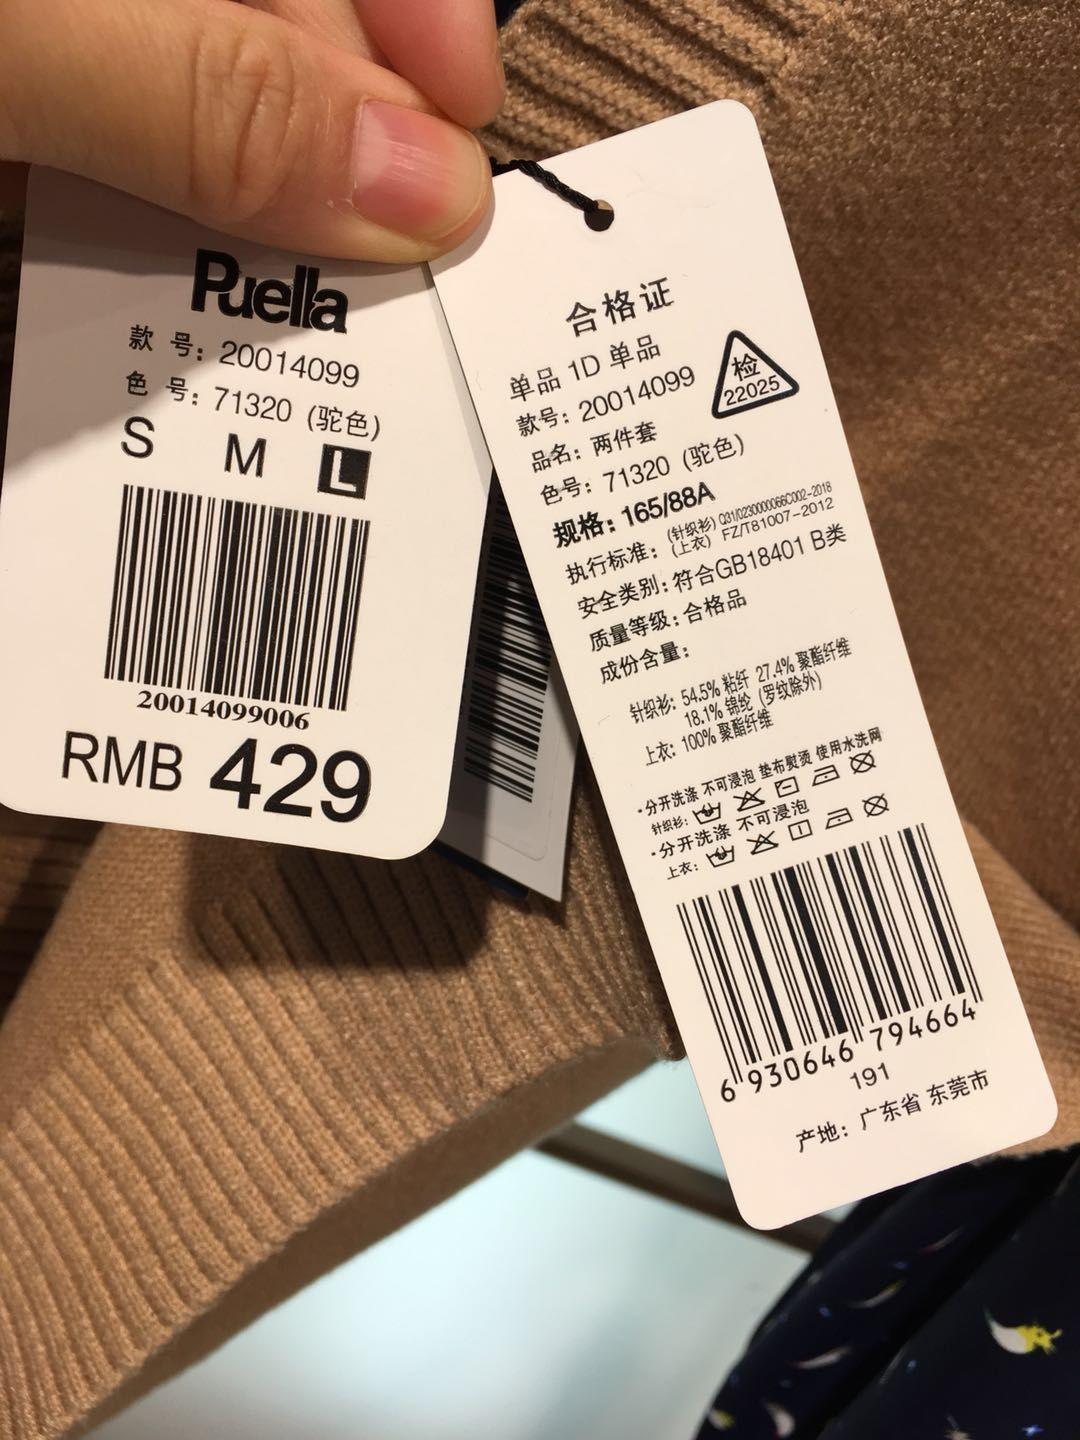 Puella
款 号: 20014099
色 号: 71320 (驼色)
S M L
20014099006
RMB 429
合格证
单品 1D 单品
款号: 20014099
品名: 两件套
色号: 71320 (驼色)
检
22025
规格: 165/88A
执行标准: (针织衫) Q31/0230000066C002-2018
(上衣) FZ/T81007-2012
安全类别: 符合GB18401 B类
质量等级: 合格品
成份含量:
针织衫: 54.5% 粘纤 27.4% 聚酯纤维
18.1% 锦纶 (罗纹除外)
上衣: 100% 聚酯纤维
·分开洗涤 不可浸泡 垫布熨烫 使用水洗网
针织衫:
·分开洗涤 不可浸泡
上衣:
6 930646 794664
191
产地: 广东省 东莞市